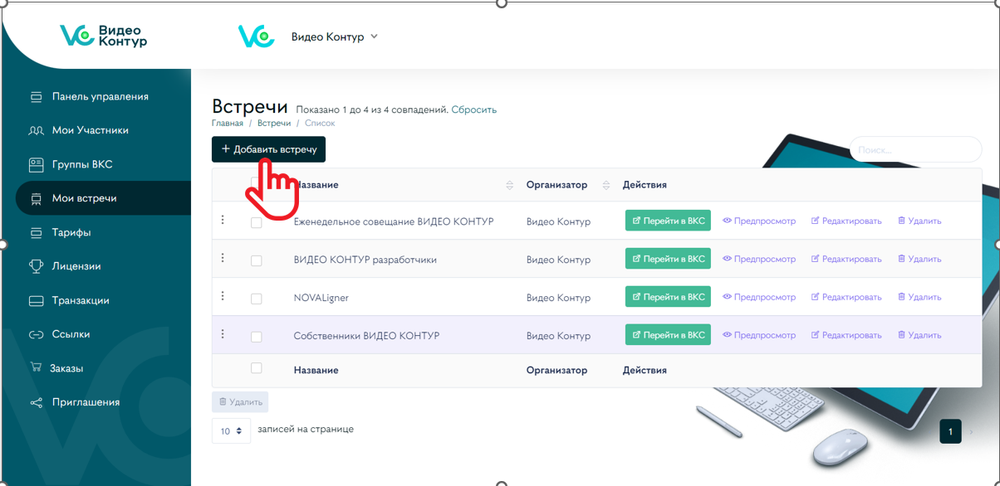 Видео
Контур
Видео Контур
Панель управления
Мои Участники
Группы ВКС
Мои встречи
Тарифы
Лицензии
Транзакции
Ссылки
Заказы
Приглашения
Встречи Показано 1 до 4 из 4 совпадений. Сбросить
Главная / Встречи / Список
+ Добавить встречу
Поиск...
Название Организатор Действия
Еженедельное совещание ВИДЕО КОНТУР Видео Контур Перейти в ВКС Предпросмотр Редактировать Удалить
ВИДЕО КОНТУР разработчики Видео Контур Перейти в ВКС Предпросмотр Редактировать Удалить
NOVALigner Видео Контур Перейти в ВКС Предпросмотр Редактировать Удалить
Собственники ВИДЕО КОНТУР Видео Контур Перейти в ВКС Предпросмотр Редактировать Удалить
Название Организатор Действия
Удалить
10 записей на странице
1